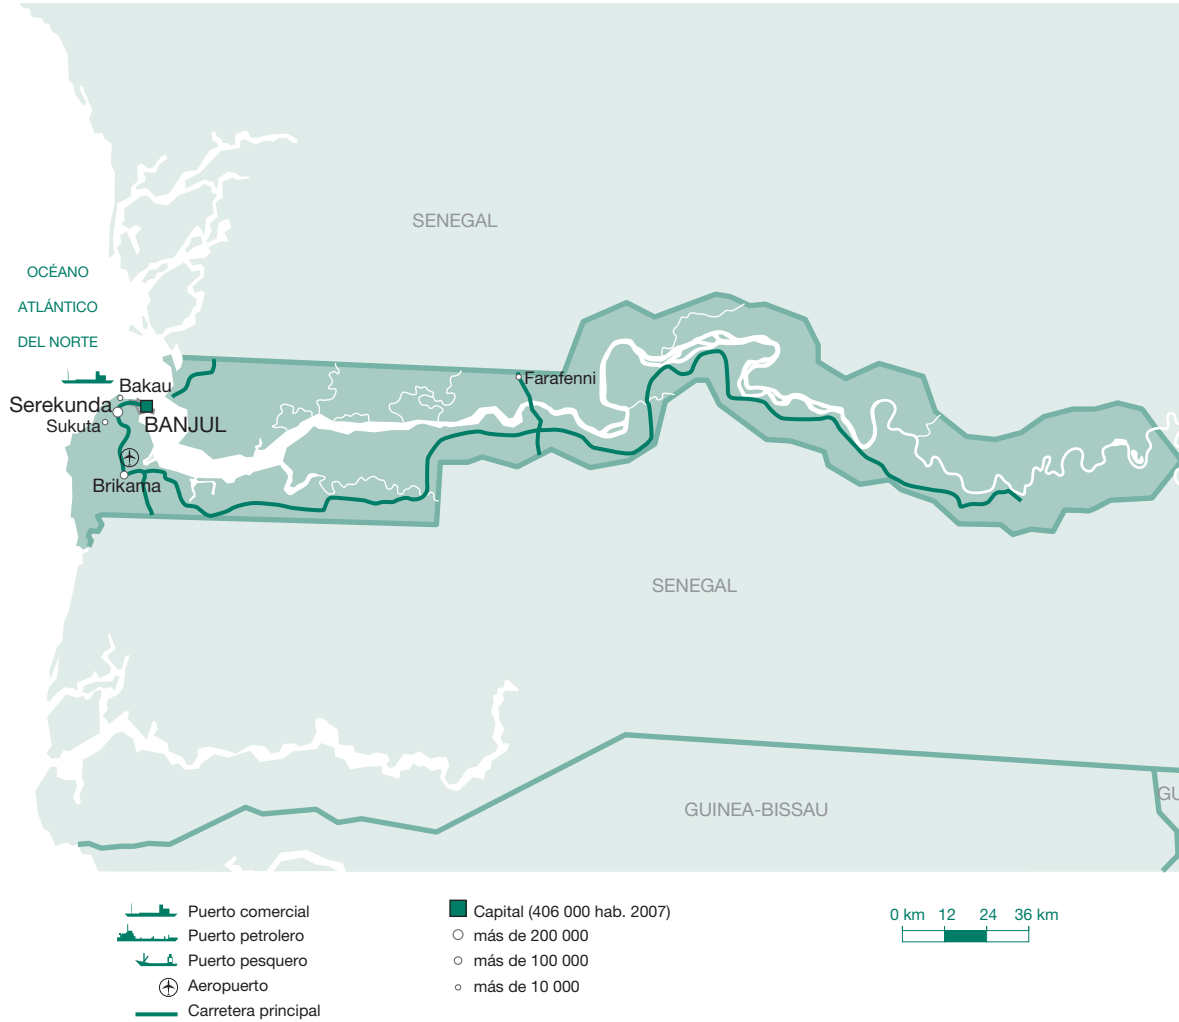 SENEGAL
OCÉANO
ATLÁNTICO
DEL NORTE
Bakau
Farafenni
Serekunda
Sukuta
BANJUL
Brikama
SENEGAL
GUINEA-BISSAU
GU
Puerto comercial
Puerto petrolero
Puerto pesquero
Aeropuerto
Carretera principal
Capital (406 000 hab. 2007)
más de 200 000
más de 100 000
más de 10 000
0 km 12 24 36 km